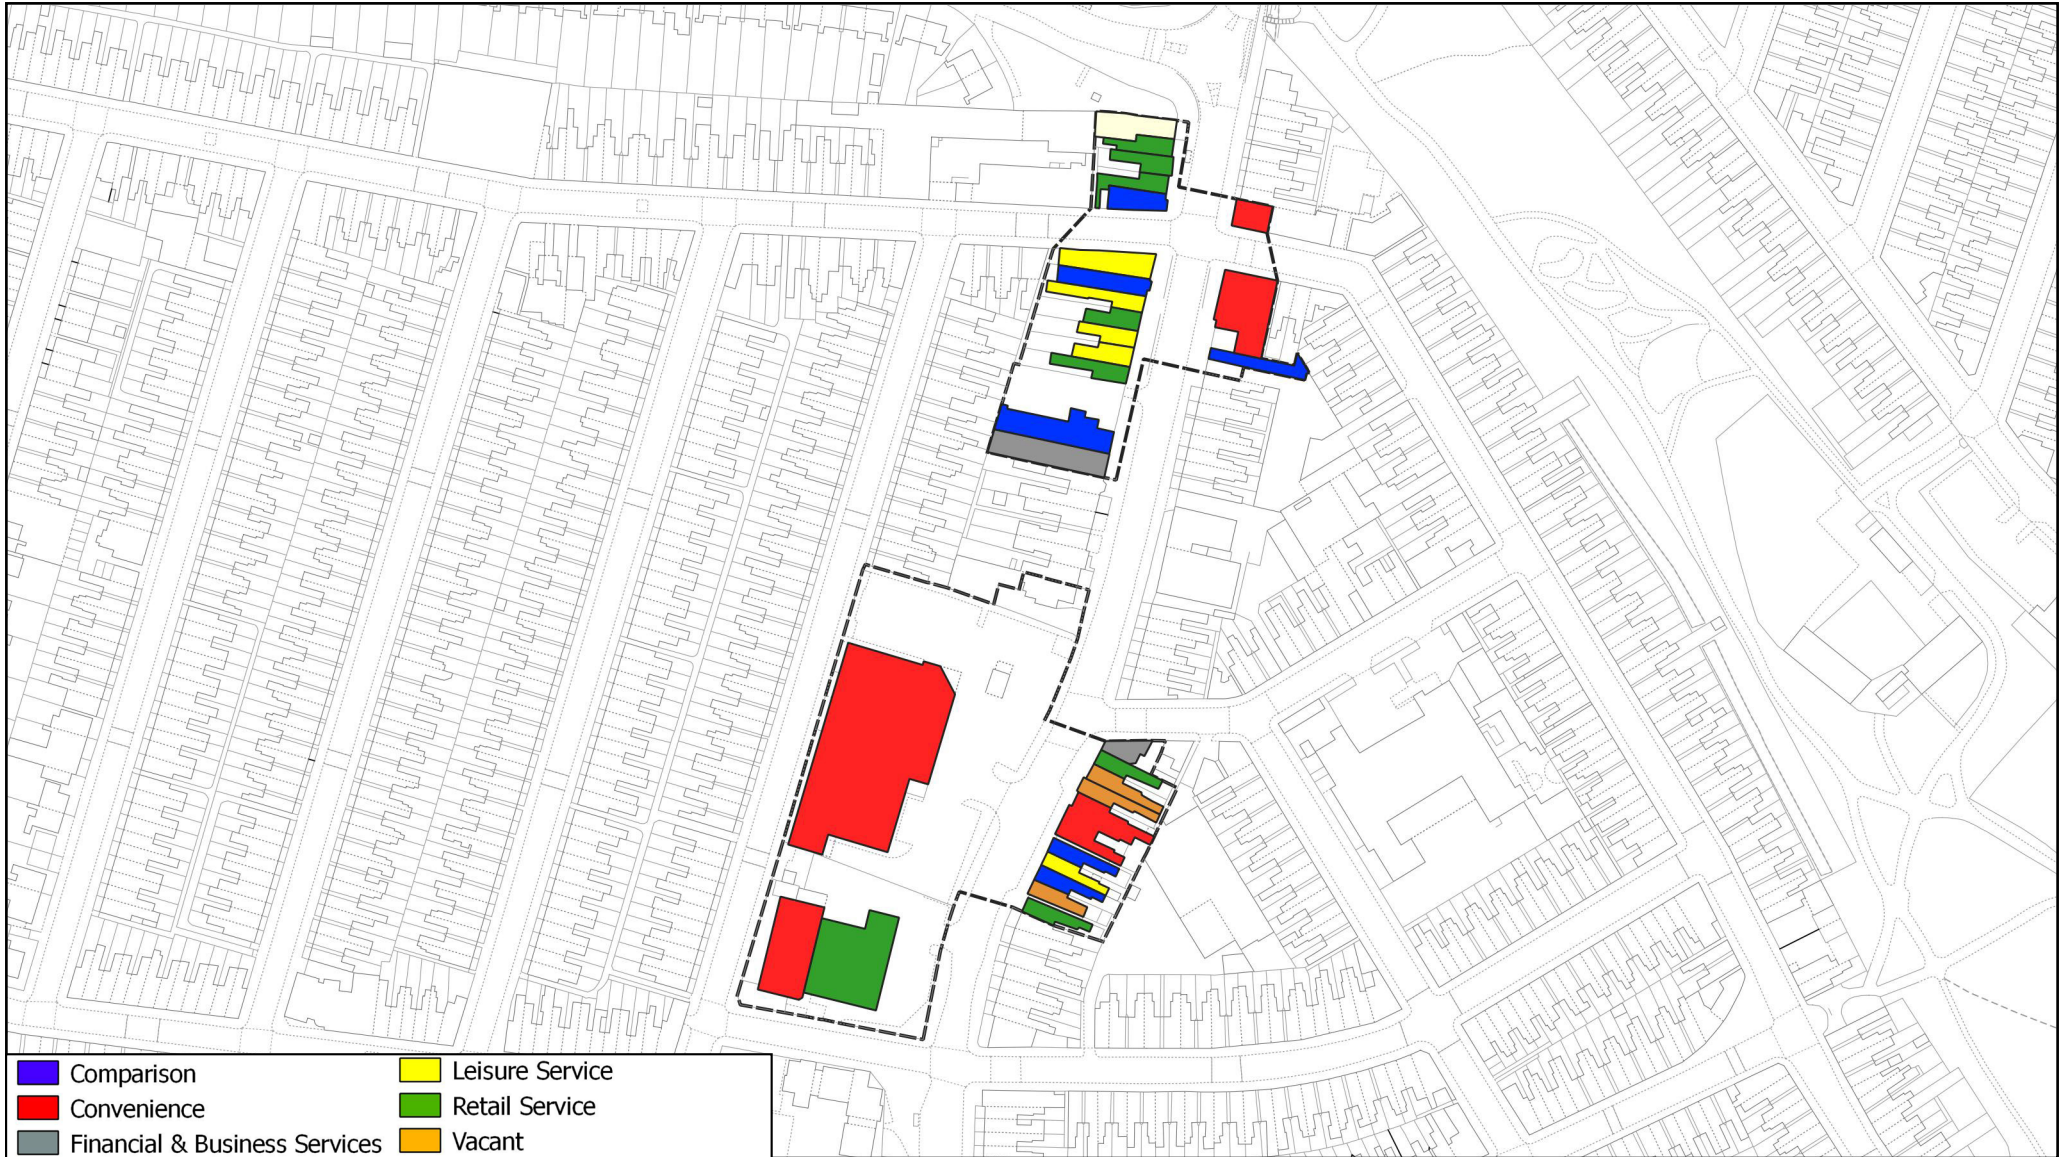 Comparison
Convenience
Financial & Business Services
Leisure Service
Retail Service
Vacant